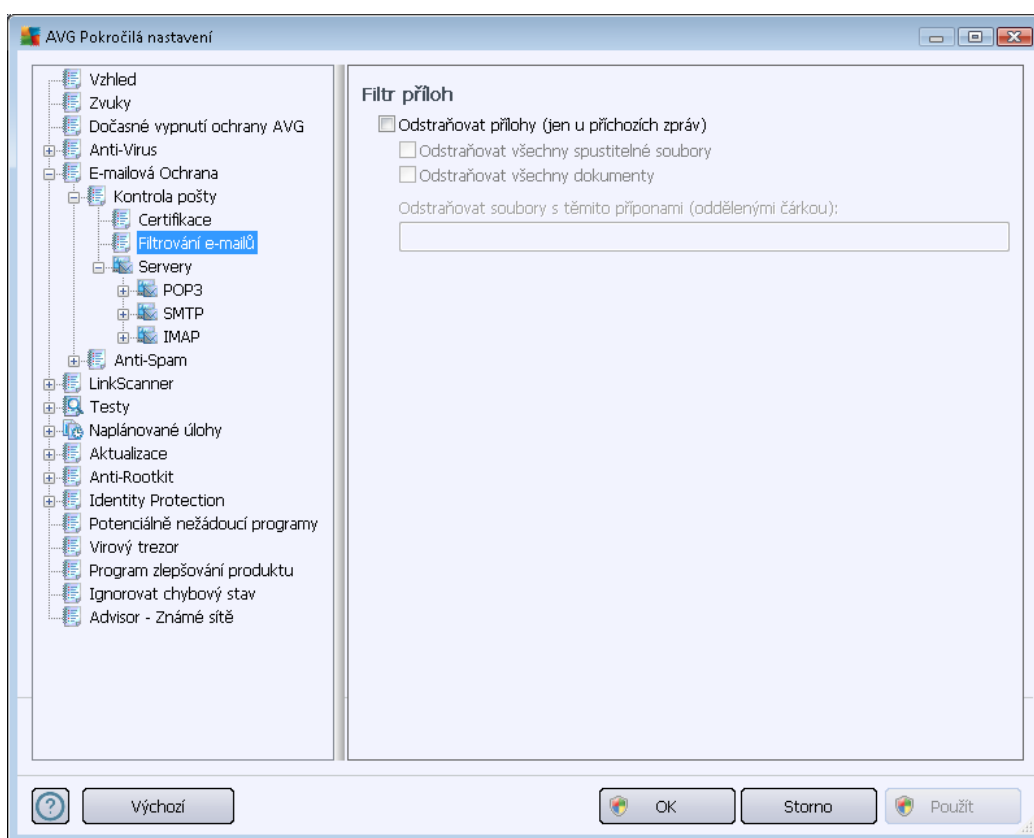 AVG Pokročilá nastavení
Vzhled
Zvuky
Dočasné vypnutí ochrany AVG
Anti-Virus
E-mailová Ochrana
Kontrola pošty
Certifikace
Filtrování e-mailů
Servery
POP3
SMTP
IMAP
Anti-Spam
LinkScanner
Testy
Naplánované úlohy
Aktualizace
Anti-Rootkit
Identity Protection
Potenciálně nežádoucí programy
Virový trezor
Program zlepšování produktu
Ignorovat chybový stav
Advisor - Známé sítě
Filtr příloh
Odstraňovat přílohy (jen u příchozích zpráv)
Odstraňovat všechny spustitelné soubory
Odstraňovat všechny dokumenty
Odstraňovat soubory s těmito příponami (oddělenými čárkou):
Výchozí
OK
Storno
Použít